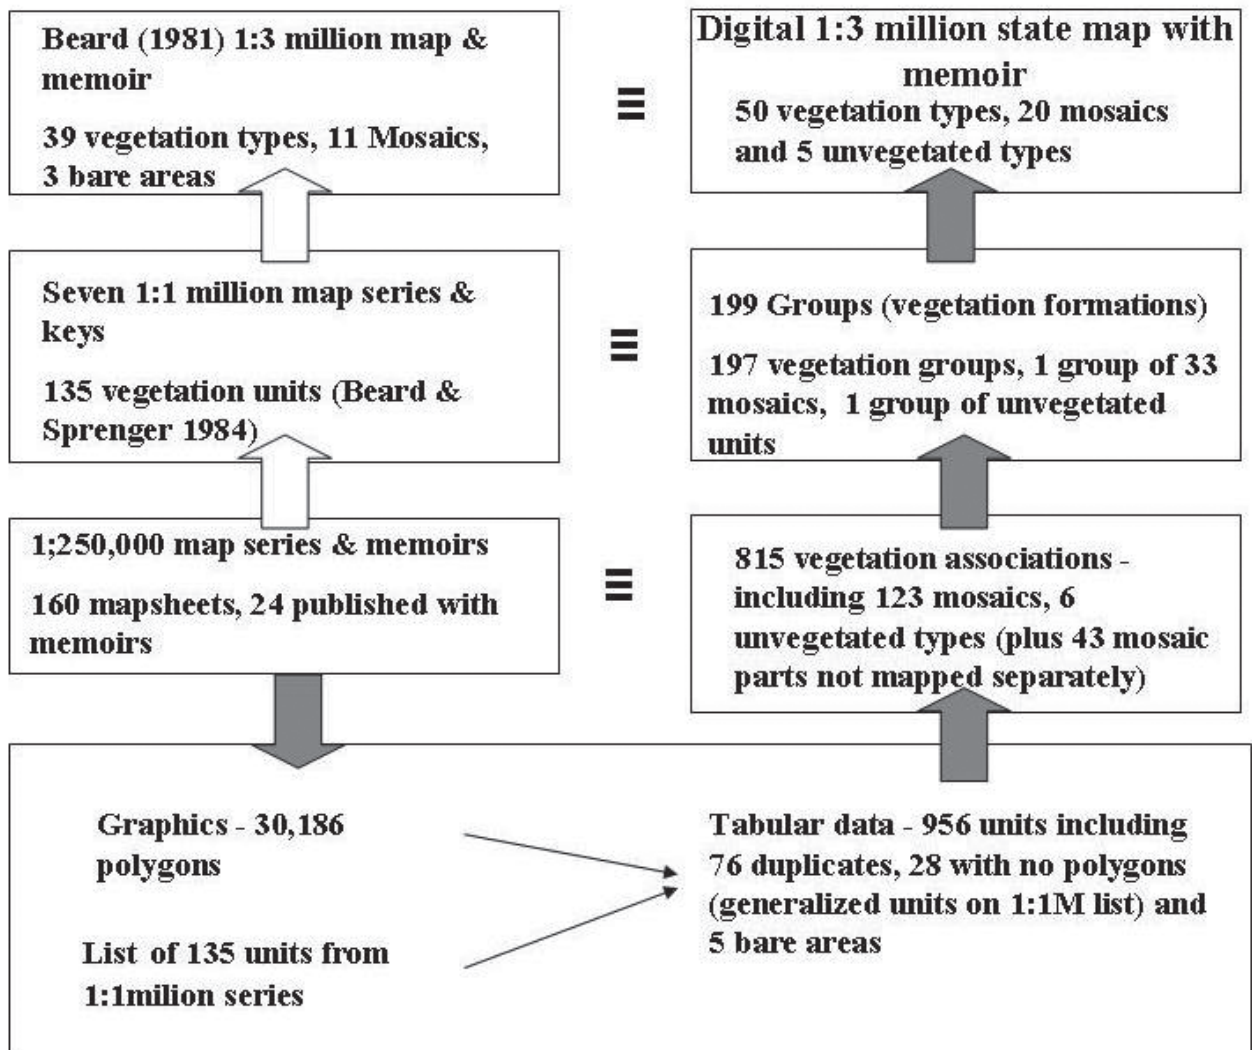 Beard (1981) 1:3 million map &
memoir
39 vegetation types, 11 Mosaics,
3 bare areas
≡
Digital 1:3 million state map with
memoir
50 vegetation types, 20 mosaics
and 5 unvegetated types
Seven 1:1 million map series &
keys
135 vegetation units (Beard &
Sprenger 1984)
≡
199 Groups (vegetation formations)
197 vegetation groups, 1 group of 33
mosaics, 1 group of unvegetated
units
1;250,000 map series & memoirs
160 mapsheets, 24 published with
memoirs
≡
815 vegetation associations -
including 123 mosaics, 6
unvegetated types (plus 43 mosaic
parts not mapped separately)
Graphics - 30,186
polygons
List of 135 units from
1:1milion series
Tabular data - 956 units including
76 duplicates, 28 with no polygons
(generalized units on 1:1M list) and
5 bare areas